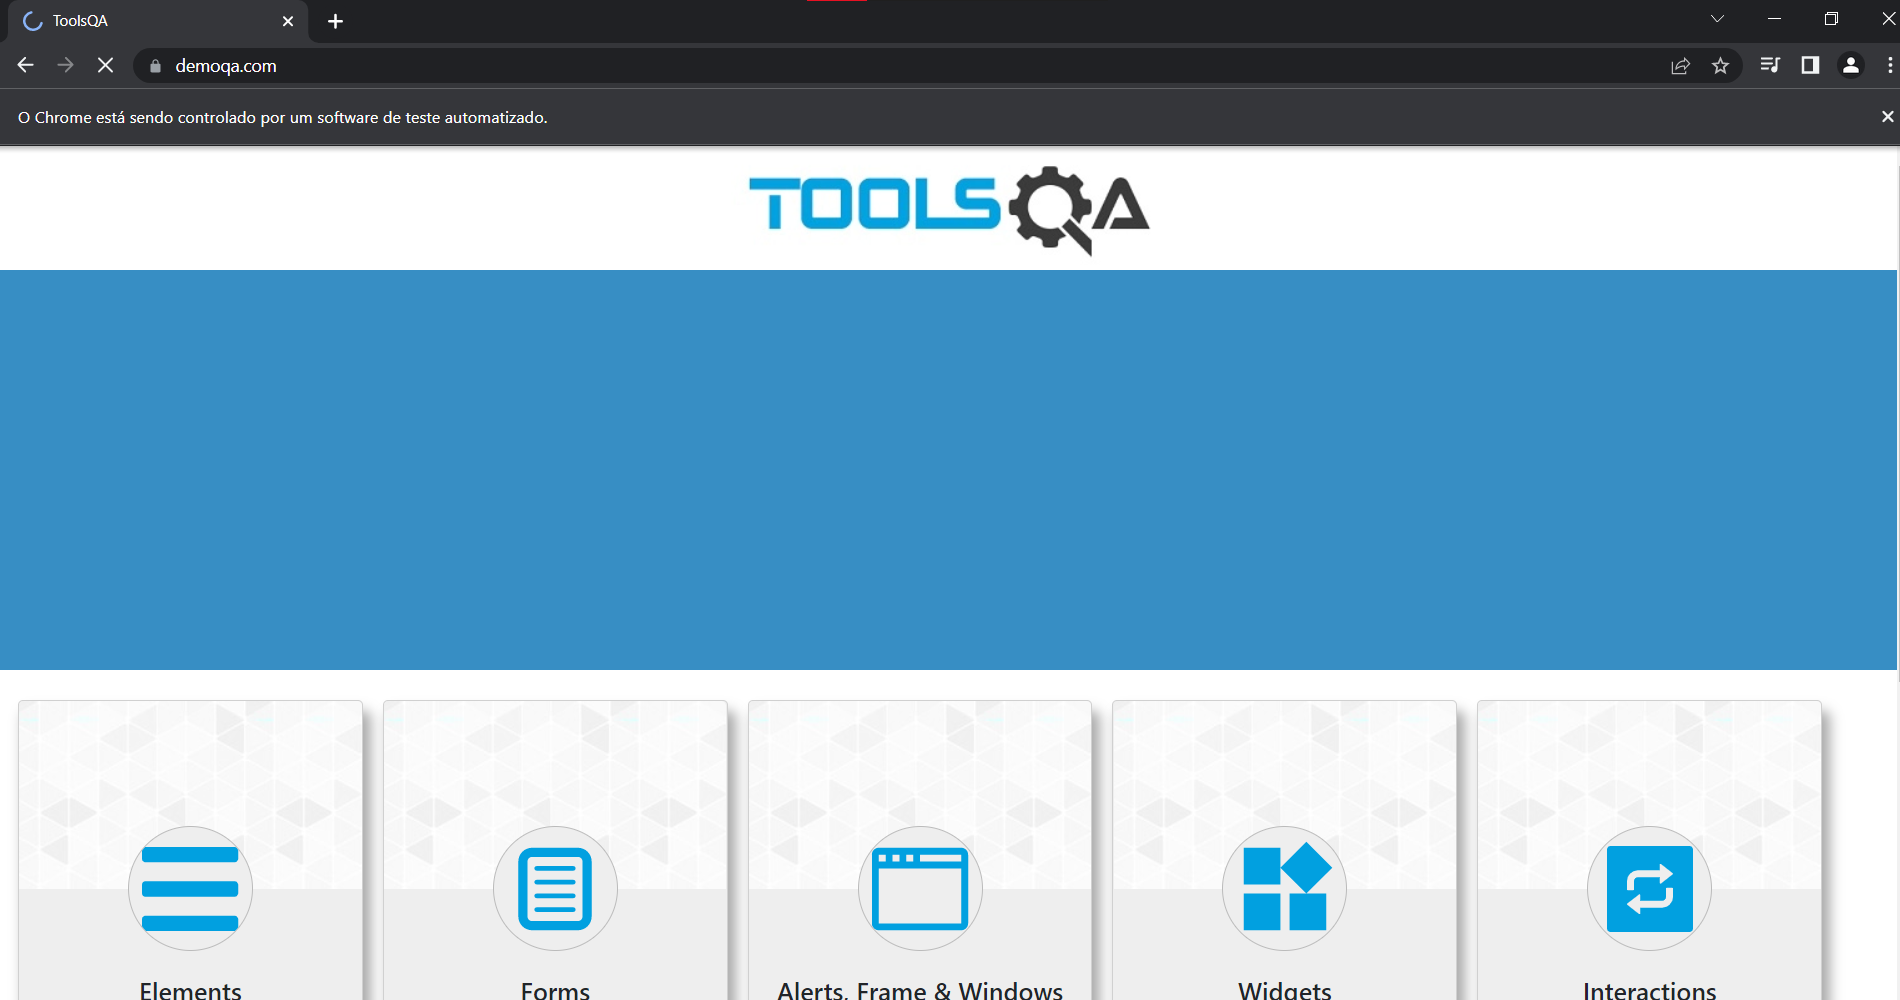 ToolsQA
demoqa.com
O Chrome está sendo controlado por um software de teste automatizado.
TOOLSQA
Elements
Forms
Alerts, Frame & Windows
Widgets
Interactions